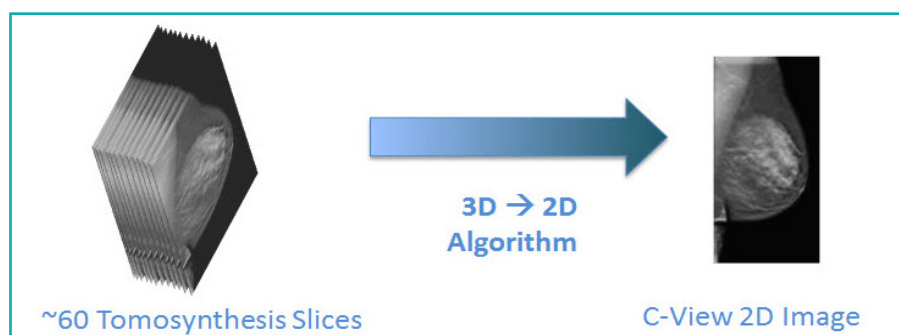 3D → 2D
Algorithm
~60 Tomosynthesis Slices
C-View 2D Image